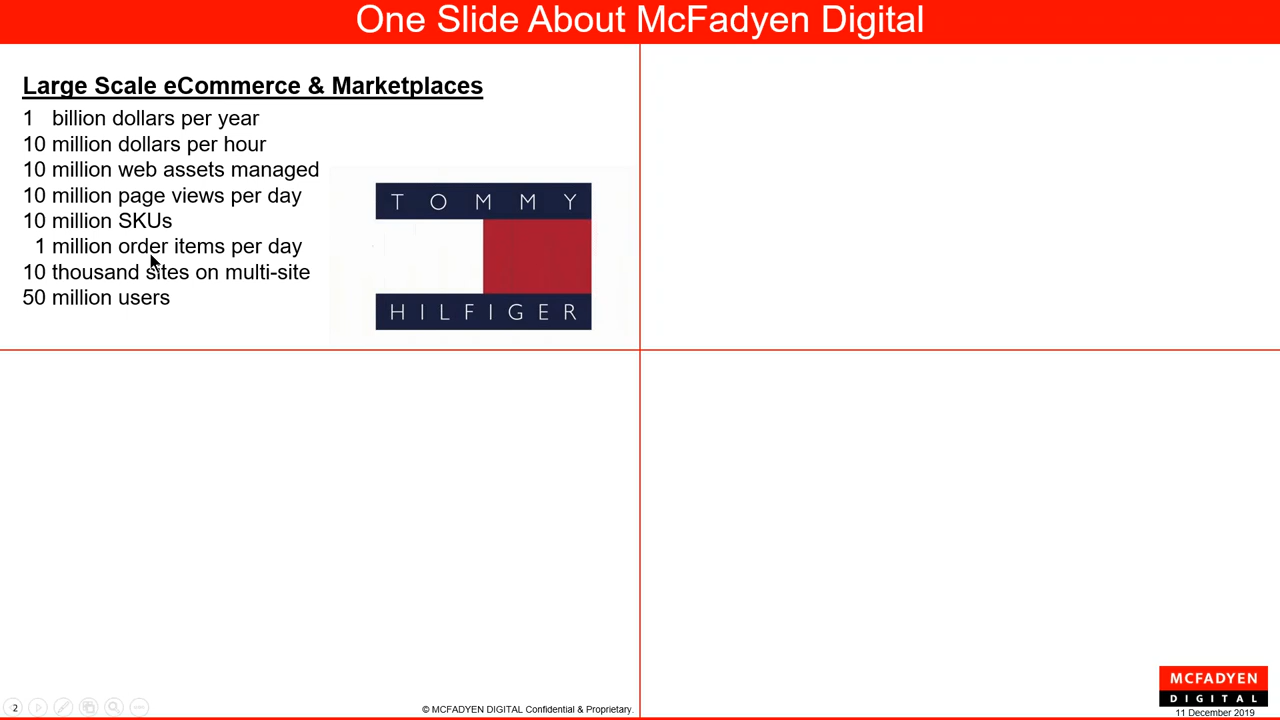 One Slide About McFadyen Digital
Large Scale eCommerce & Marketplaces
1 billion dollars per year
10 million dollars per hour
10 million web assets managed
10 million page views per day
10 million SKUs
1 million order items per day
10 thousand sites on multi-site
50 million users
TOMMY
HILFIGER
2
© MCFADYEN DIGITAL Confidential & Proprietary.
MCFADYEN
DIGITAL
11 December 2019